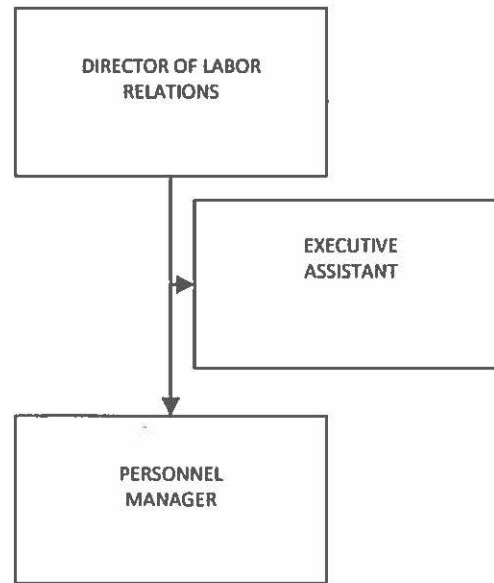 DIRECTOR OF LABOR
RELATIONS
EXECUTIVE
ASSISTANT
PERSONNEL
MANAGER